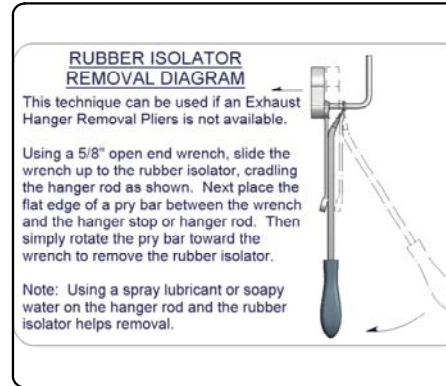 RUBBER ISOLATOR
REMOVAL DIAGRAM
This technique can be used if an Exhaust
Hanger Removal Pliers is not available.
Using a 5/8" open end wrench, slide the
wrench up to the rubber isolator, cradling
the hanger rod as shown.  Next place the
flat edge of a pry bar between the wrench
and the hanger stop or hanger rod.  Then
simply rotate the pry bar toward the
wrench to remove the rubber isolator.
Note:  Using a spray lubricant or soapy
water on the hanger rod and the rubber
isolator helps removal.